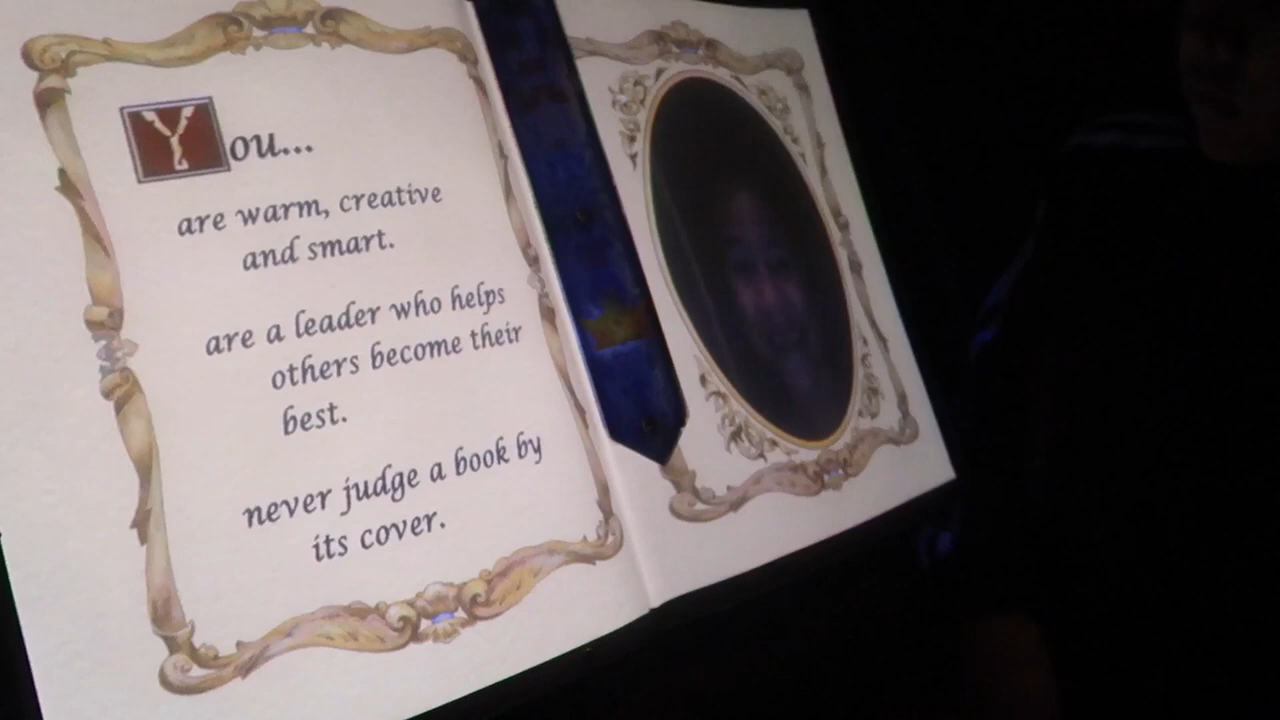 You...
are warm, creative
and smart.
are a leader who helps
others become their
best.
never judge a book by
its cover.